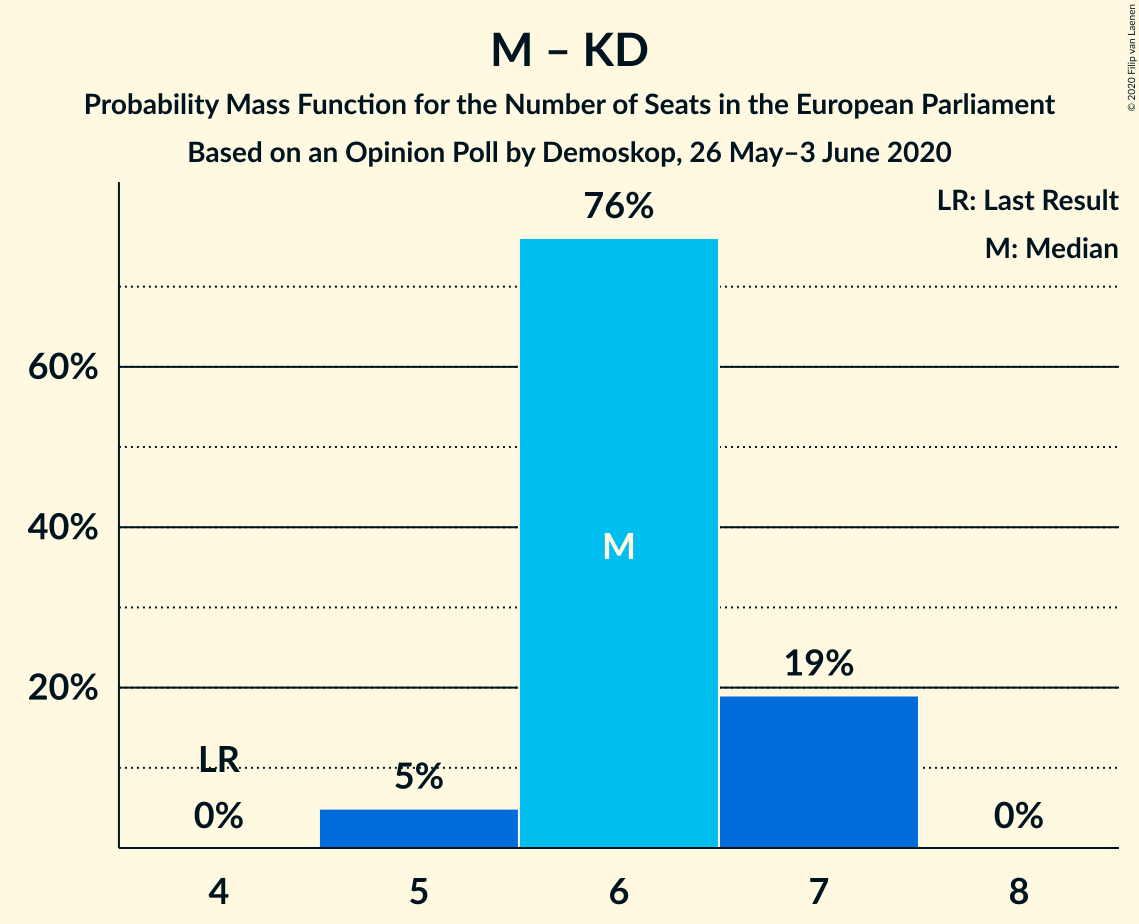 M – KD
Probability Mass Function for the Number of Seats in the European Parliament
Based on an Opinion Poll by Demoskop, 26 May–3 June 2020
© 2020 Filip van Laenen
LR: Last Result
M: Median
76%
60%
40%
M
20%
19%
LR
5%
0%
0%
4 5 6 7 8